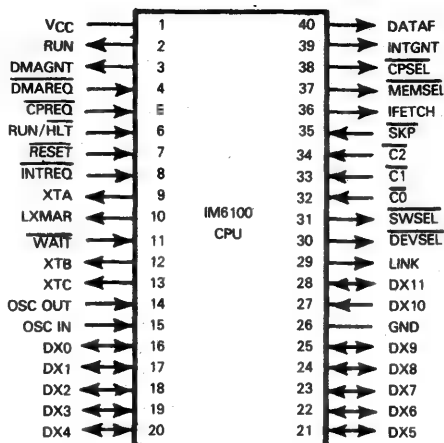 VCC 1 40 DATAF
RUN 2 39 INTGNT
DMAGNT 3 38 CPSEL
DMAREQ 4 37 MEMSEL
CPREQ E 36 IFETCH
RUN/HLT 6 35 SKP
RESET 7 34 C2
INTREQ 8 33 C1
XTA 9 32 C0
LXMAR 10 IM6100 31 SWSEL
WAIT 11 CPU 30 DEVSEL
XTB 12 29 LINK
XTC 13 28 DX11
OSC OUT 14 27 DX10
OSC IN 15 26 GND
DX0 16 25 DX9
DX1 17 24 DX8
DX2 18 23 DX7
DX3 19 22 DX6
DX4 20 21 DX5